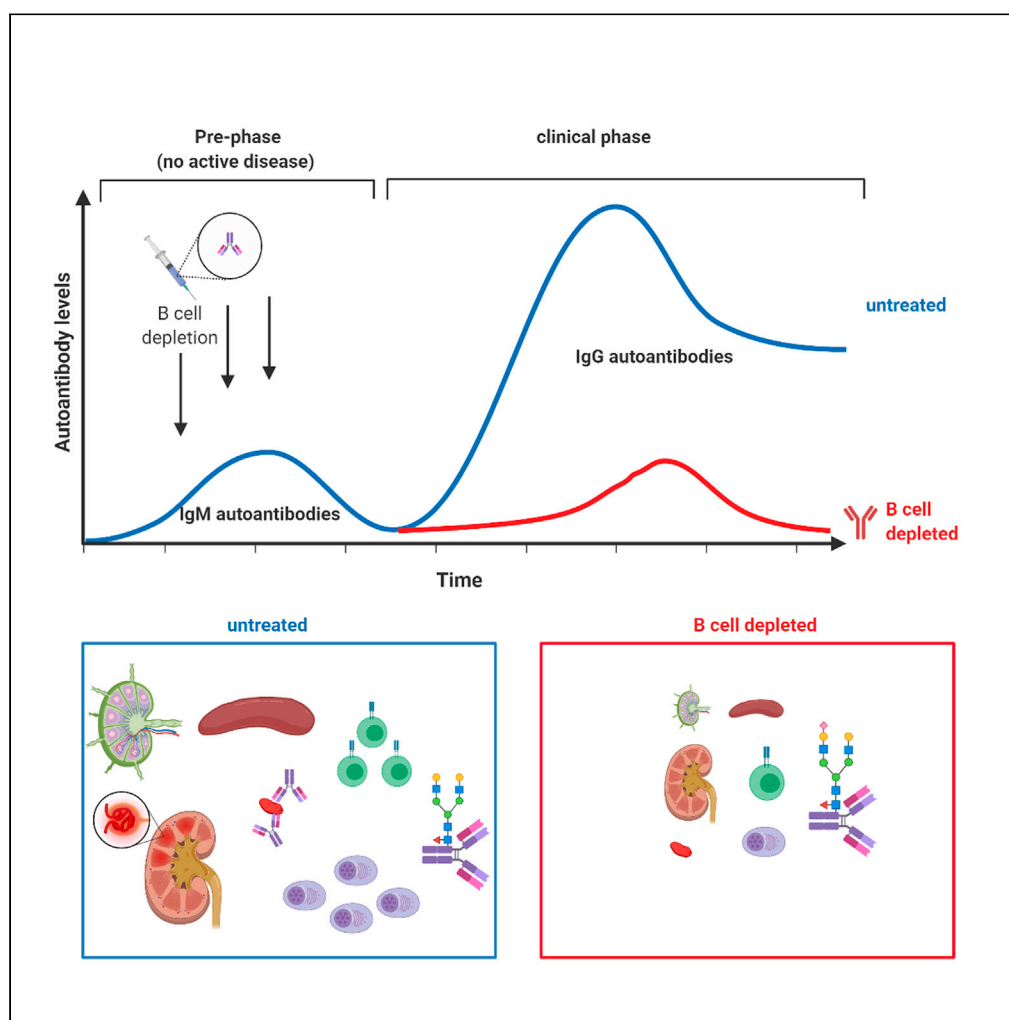 Pre-phase
(no active disease)
clinical phase
B cell
depletion
Autoantibody levels
untreated
IgG autoantibodies
IgM autoantibodies
B cell
depleted
Time
untreated
B cell depleted